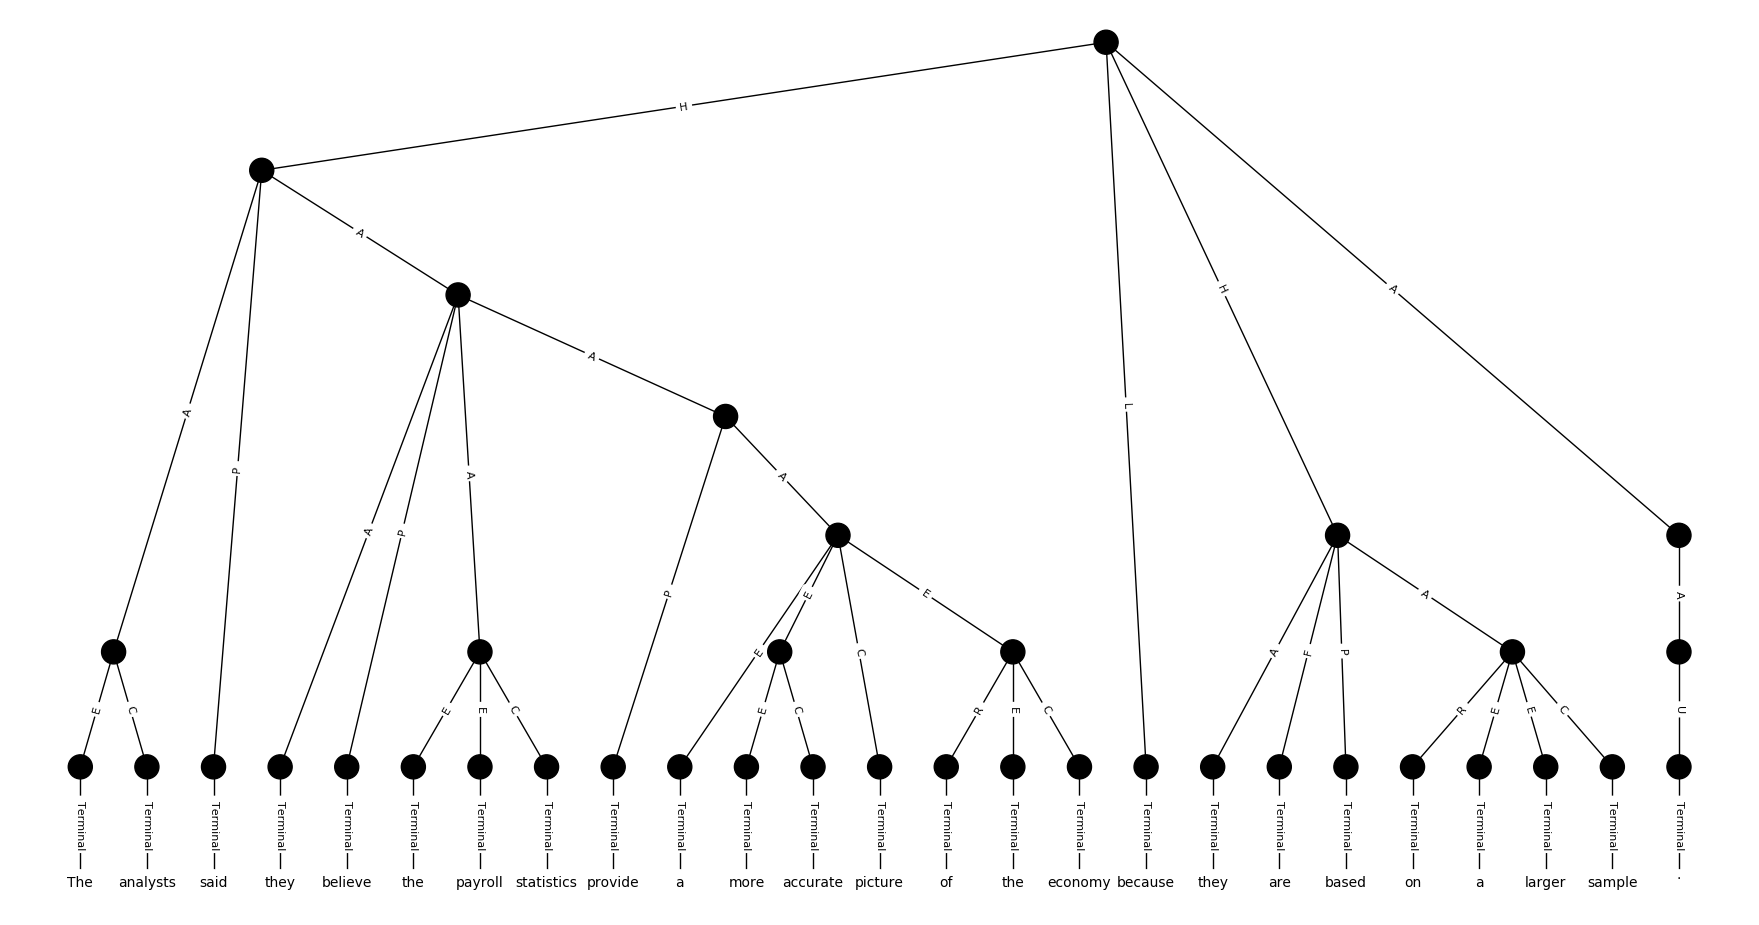 H
A
H
A
A
A
L
A
P
A
A
P
A
P
E
E
E
A
F
P
A
A
C
E
C
E
E
C
E
C
R
E
C
R
E
E
C
U
Terminal Terminal Terminal Terminal Terminal Terminal Terminal Terminal Terminal Terminal Terminal Terminal Terminal Terminal Terminal Terminal Terminal Terminal Terminal Terminal Terminal Terminal Terminal Terminal Terminal
The analysts said they believe the payroll statistics provide a more accurate picture of the economy because they are based on a larger sample .